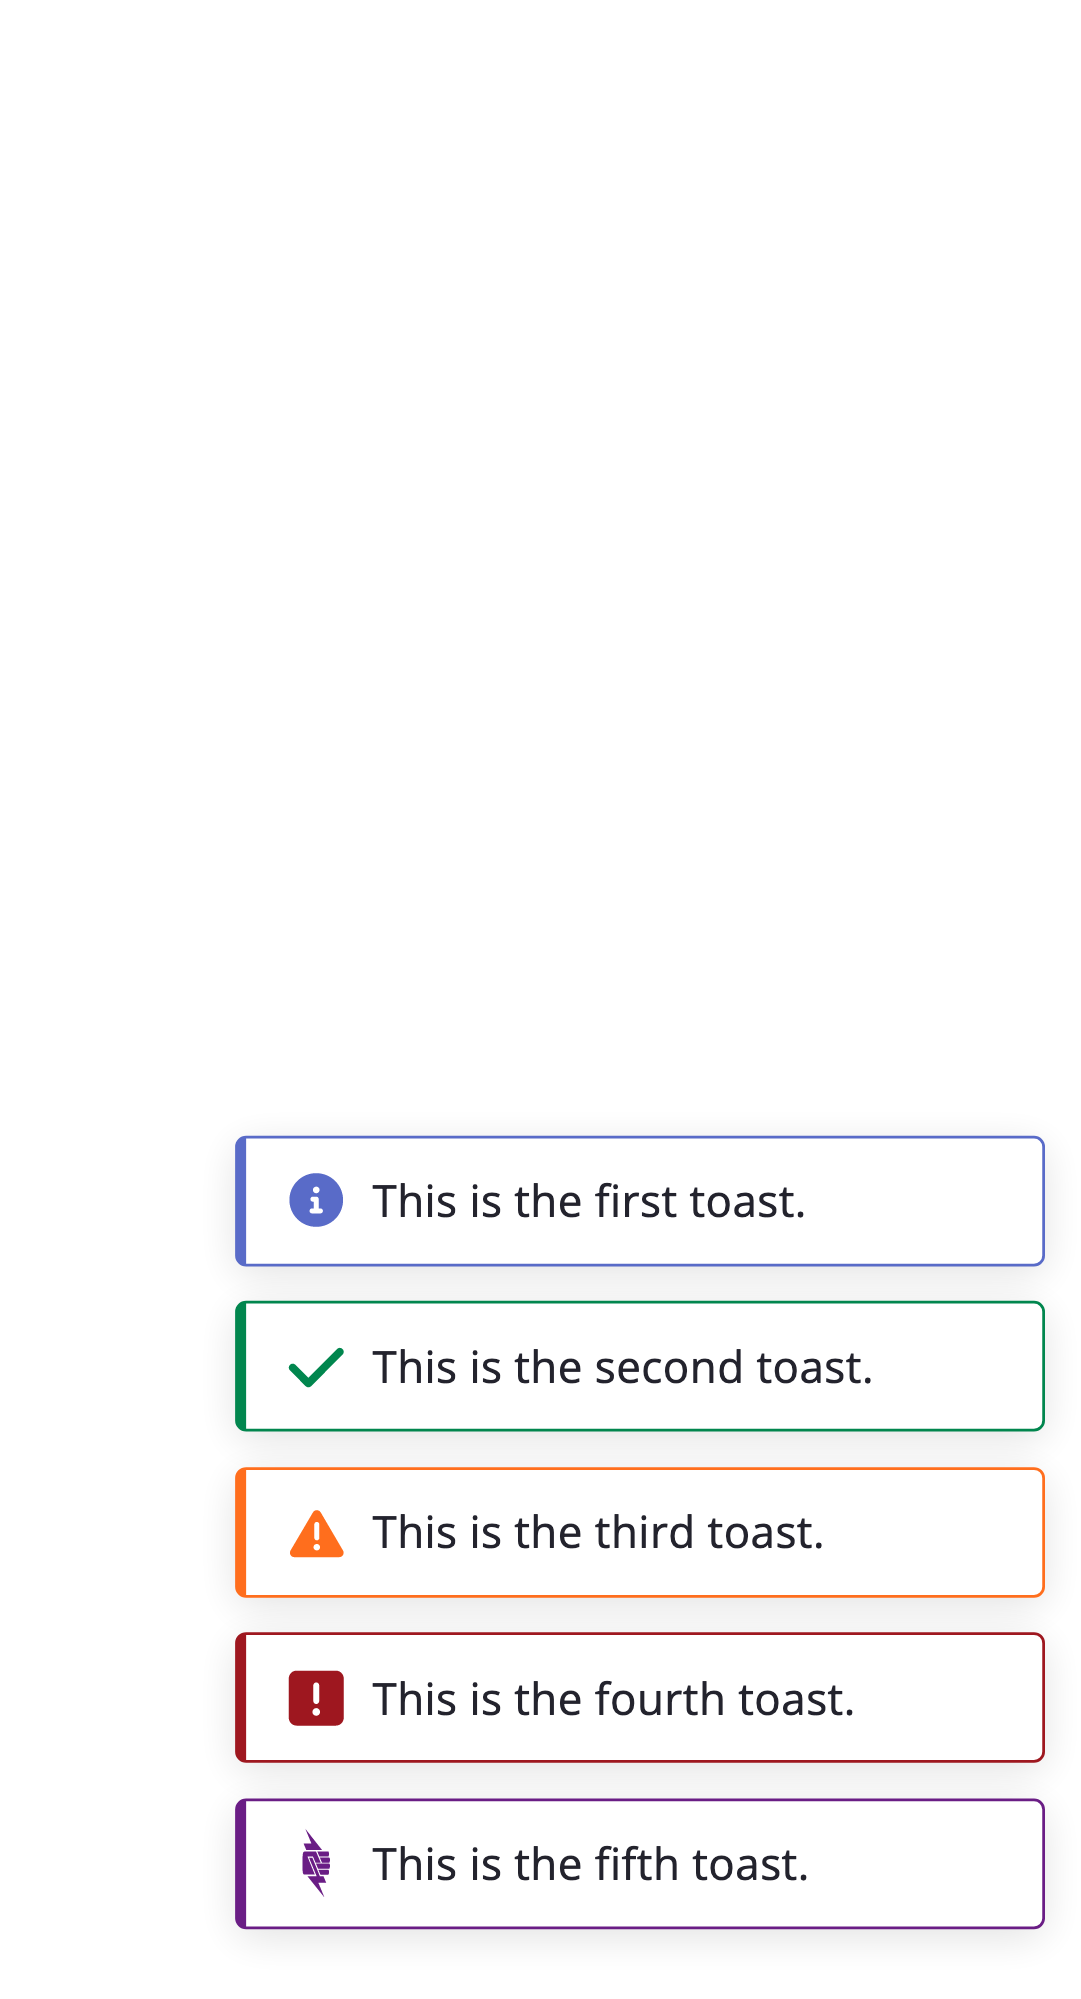 This is the first toast.
This is the second toast.
This is the third toast.
This is the fourth toast.
This is the fifth toast.